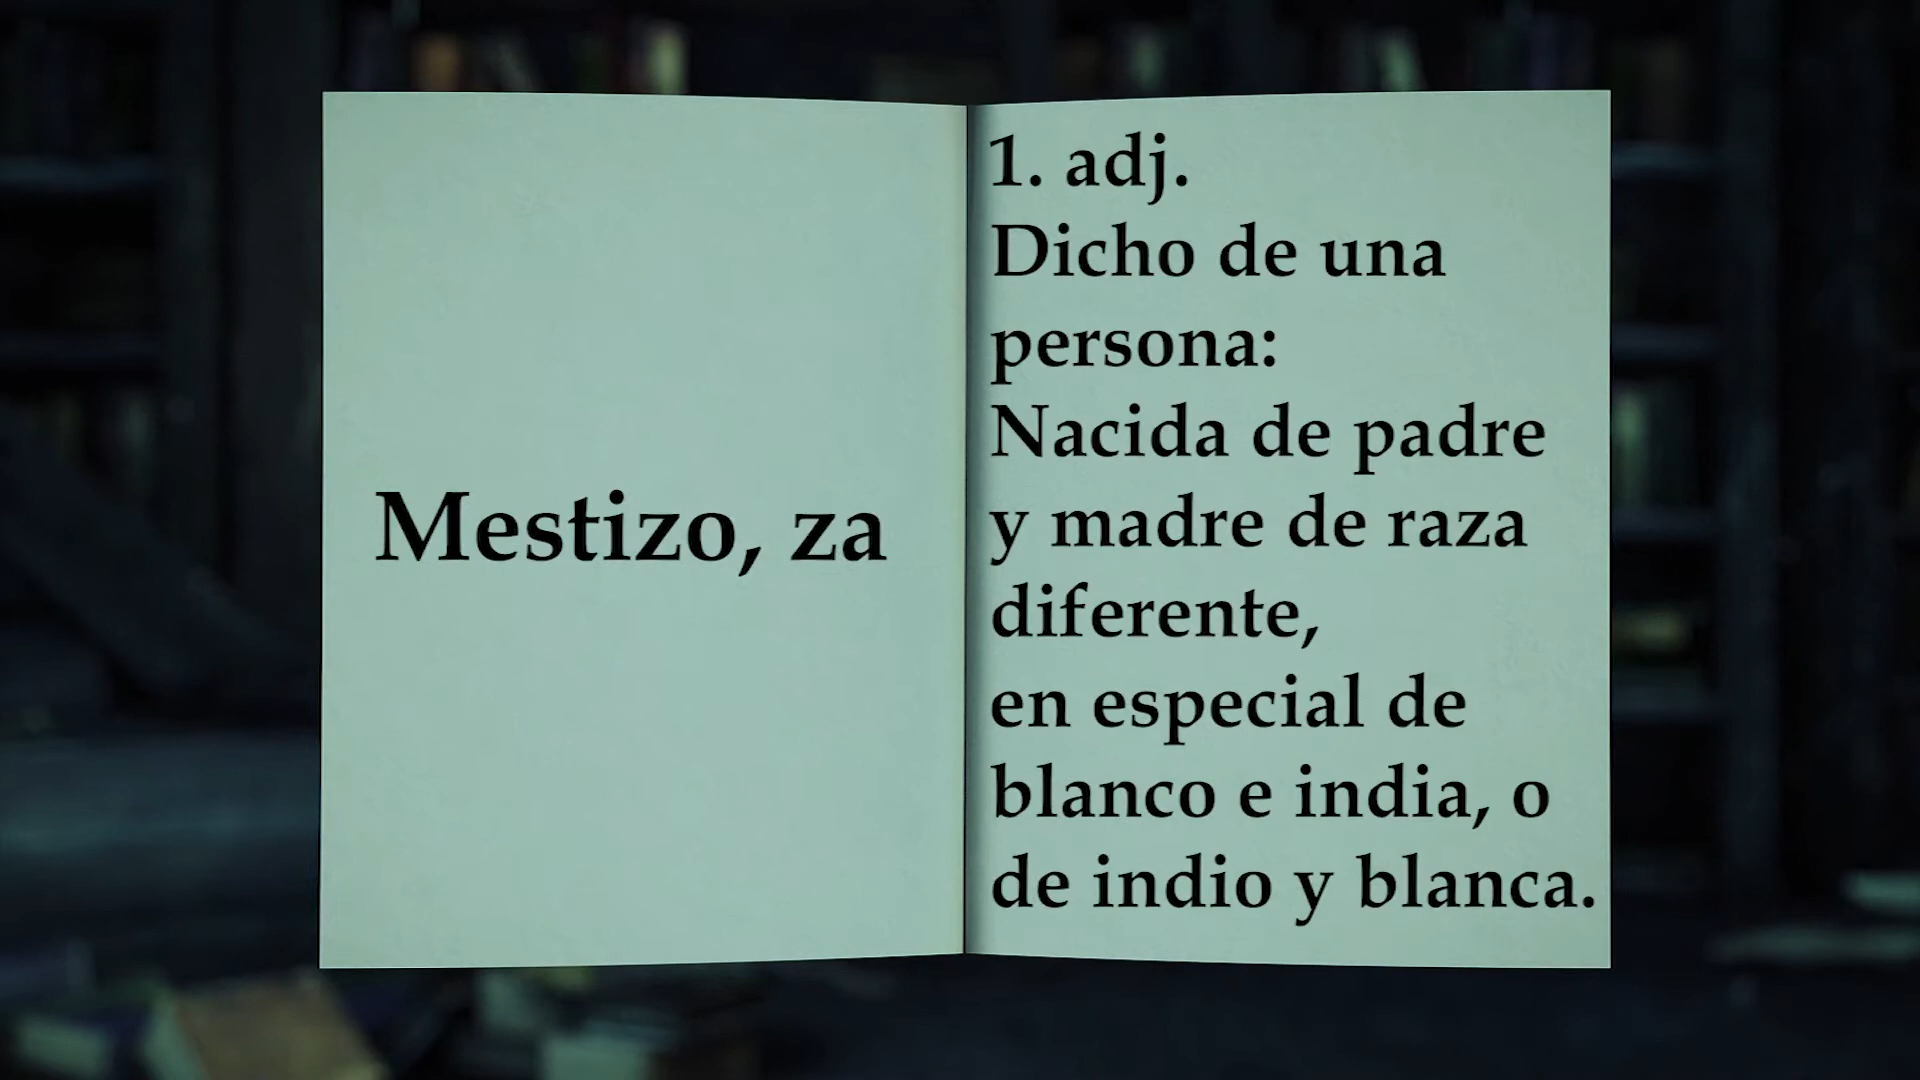 Mestizo, za
1. adj.
Dicho de una
persona:
Nacida de padre
y madre de raza
diferente,
en especial de
blanco e india, o
de indio y blanca.